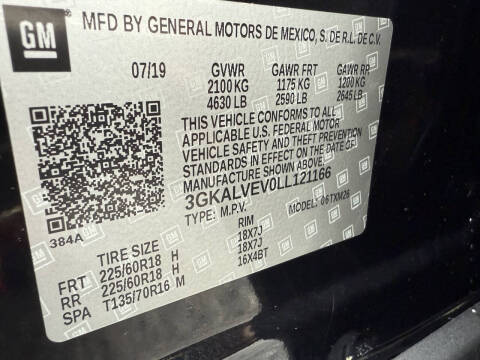 GM
MFD BY GENERAL MOTORS DE MEXICO, S. DE R.L. DE C.V.
07/19 GVWR GAWR FRT GAWR RR
2100 KG 1175 KG 1200 KG
4630 LB 2590 LB 2645 LB
THIS VEHICLE CONFORMS TO ALL
APPLICABLE U.S. FEDERAL MOTOR
VEHICLE SAFETY AND THEFT PREVENTION
STANDARDS IN EFFECT ON THE DATE OF
MANUFACTURE SHOWN ABOVE.
3GKALVEV0LL121166
TYPE: M.P.V. MODEL: 06TXM26
384A
TIRE SIZE RIM
FRT 225/60R18 H 18X7J
RR 225/60R18 H 18X7J
SPA T135/70R16 M 16X4BT